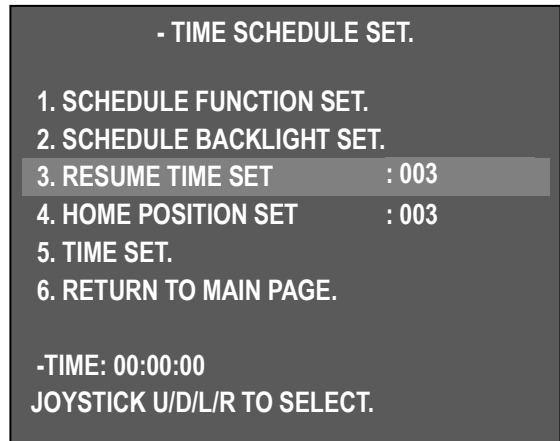 - TIME SCHEDULE SET.
1. SCHEDULE FUNCTION SET.
2. SCHEDULE BACKLIGHT SET.
3. RESUME TIME SET : 003
4. HOME POSITION SET : 003
5. TIME SET.
6. RETURN TO MAIN PAGE.
-TIME: 00:00:00
JOYSTICK U/D/L/R TO SELECT.